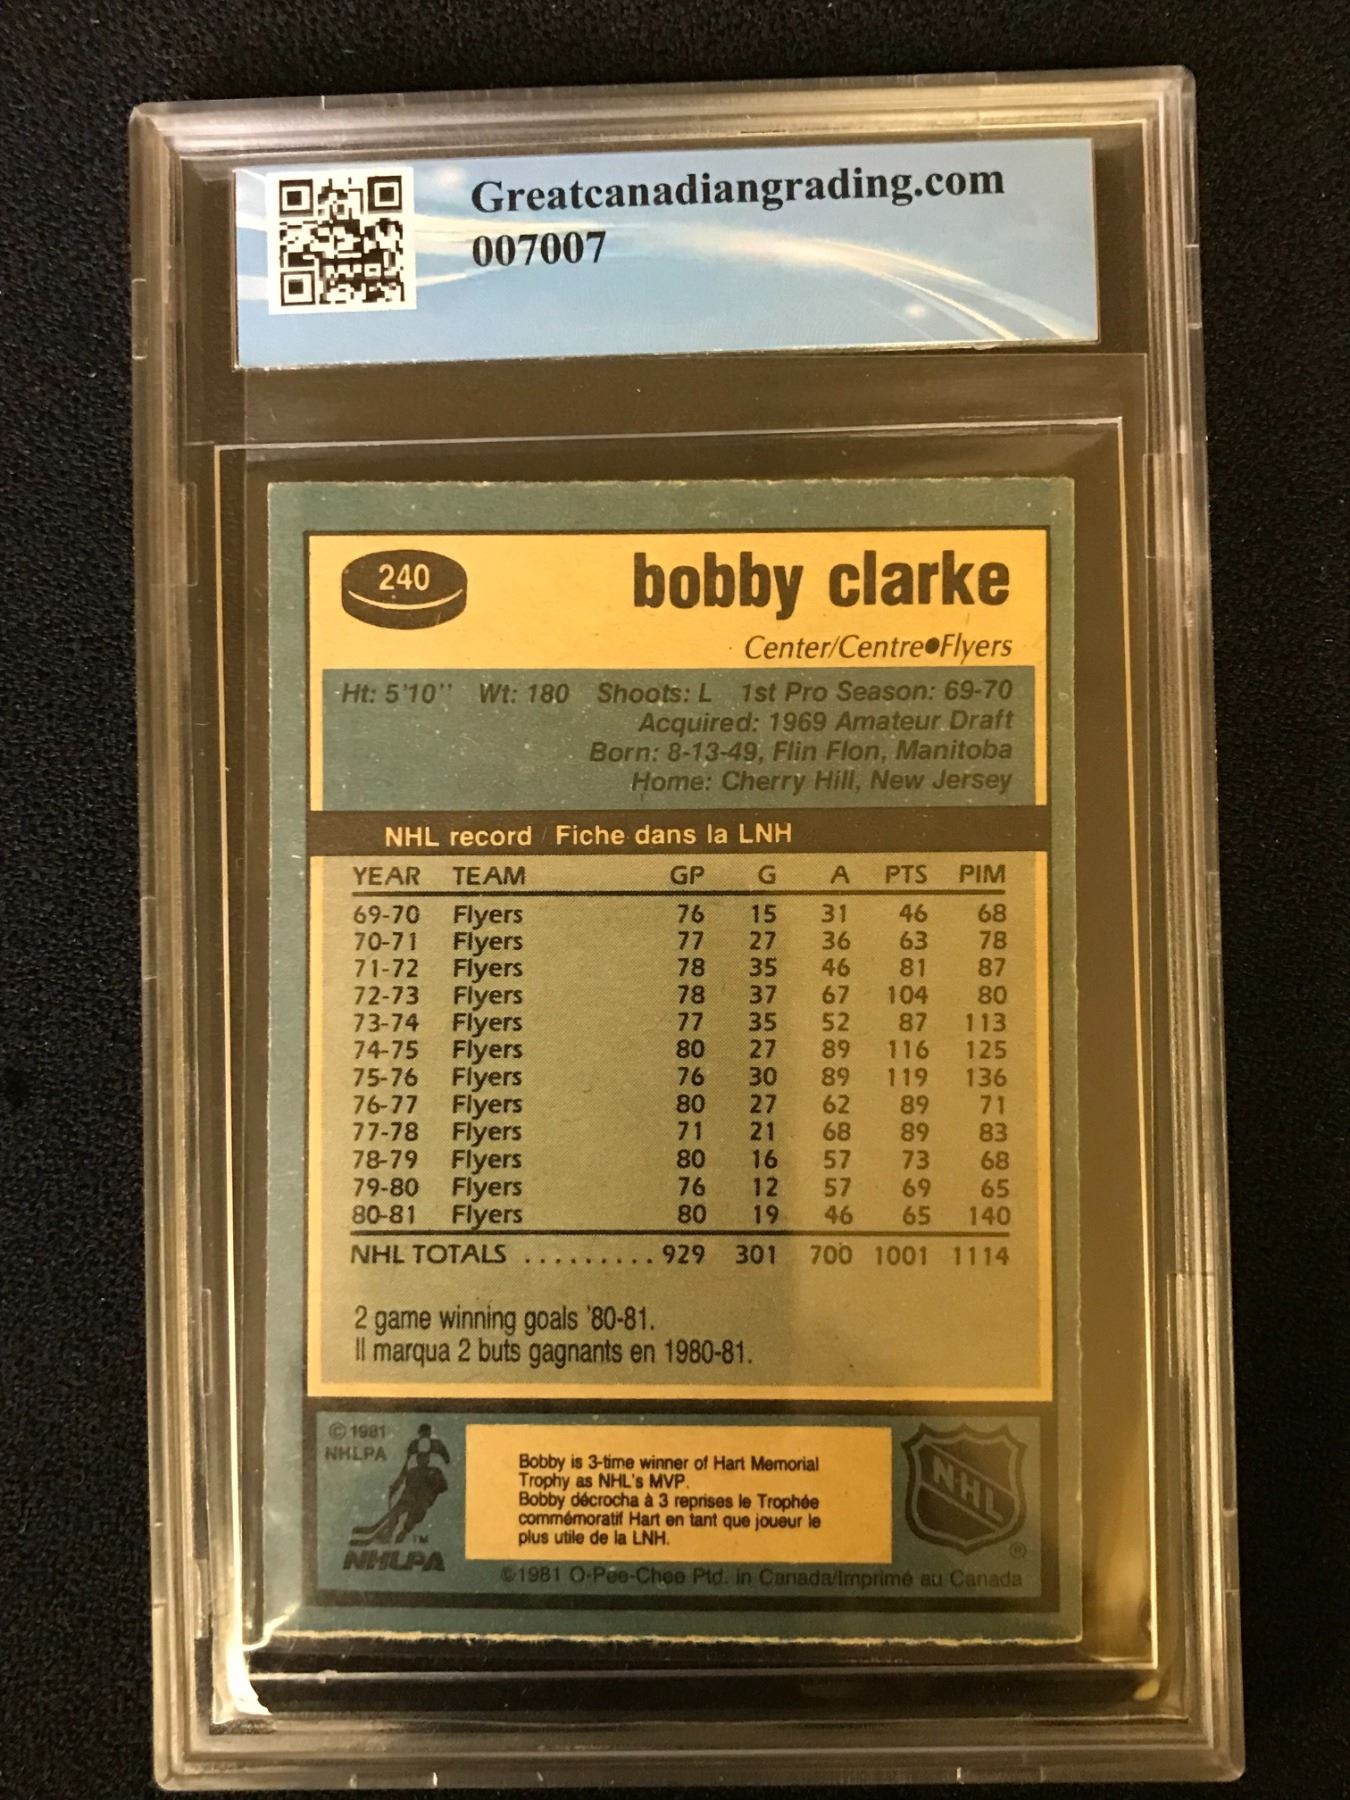 Greatcanadiangrading.com
007007
240
bobby clarke
Center/Centre●Flyers
Ht: 5'10" Wt: 180 Shoots: L 1st Pro Season: 69-70
Acquired: 1969 Amateur Draft
Born: 8-13-49, Flin Flon, Manitoba
Home: Cherry Hill, New Jersey
NHL record / Fiche dans la LNH
YEAR TEAM GP G A PTS PIM
69-70 Flyers 76 15 31 46 68
70-71 Flyers 77 27 36 63 78
71-72 Flyers 78 35 46 81 87
72-73 Flyers 78 37 67 104 80
73-74 Flyers 77 35 52 87 113
74-75 Flyers 80 27 89 116 125
75-76 Flyers 76 30 89 119 136
76-77 Flyers 80 27 62 89 71
77-78 Flyers 71 21 68 89 83
78-79 Flyers 80 16 57 73 68
79-80 Flyers 76 12 57 69 65
80-81 Flyers 80 19 46 65 140
NHL TOTALS ......... 929 301 700 1001 1114
2 game winning goals '80-81.
Il marqua 2 buts gagnants en 1980-81.
© 1981
NHLPA
Bobby is 3-time winner of Hart Memorial
Trophy as NHL's MVP.
Bobby décrocha à 3 reprises le Trophée
commémoratif Hart en tant que joueur le
plus utile de la LNH.
NHL
®
TM
NHLPA
©1981 O-Pee-Chee Ptd. in Canada/Imprimé au Canada